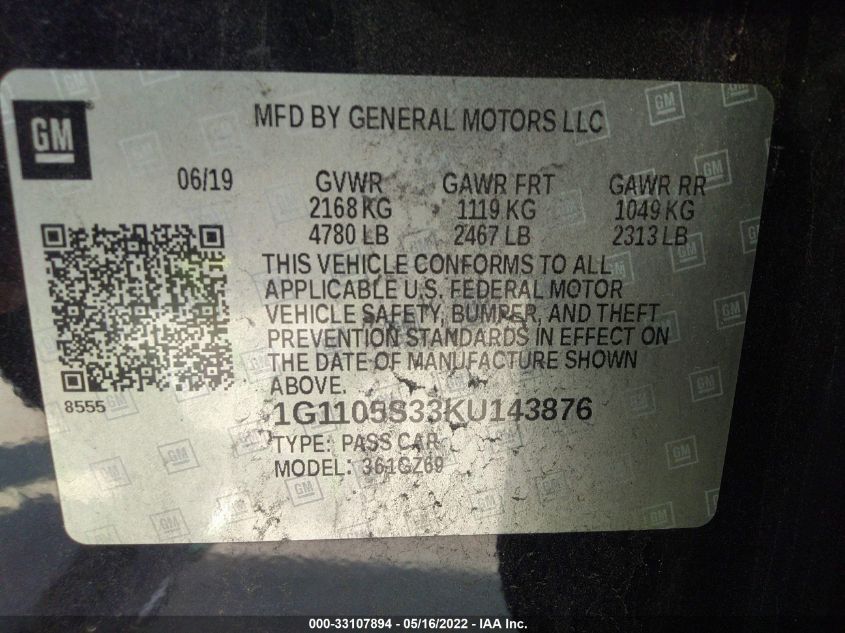 GM
MFD BY GENERAL MOTORS LLC
06/19 GVWR GAWR FRT GAWR RR
2168 KG 1119 KG 1049 KG
4780 LB 2467 LB 2313 LB
THIS VEHICLE CONFORMS TO ALL
APPLICABLE U.S. FEDERAL MOTOR
VEHICLE SAFETY, BUMPER, AND THEFT
PREVENTION STANDARDS IN EFFECT ON
THE DATE OF MANUFACTURE SHOWN
ABOVE.
8555
1G1105S33KU143876
TYPE: PASS CAR
MODEL: 361GZ69
000-33107894 - 05/16/2022 - IAA Inc.